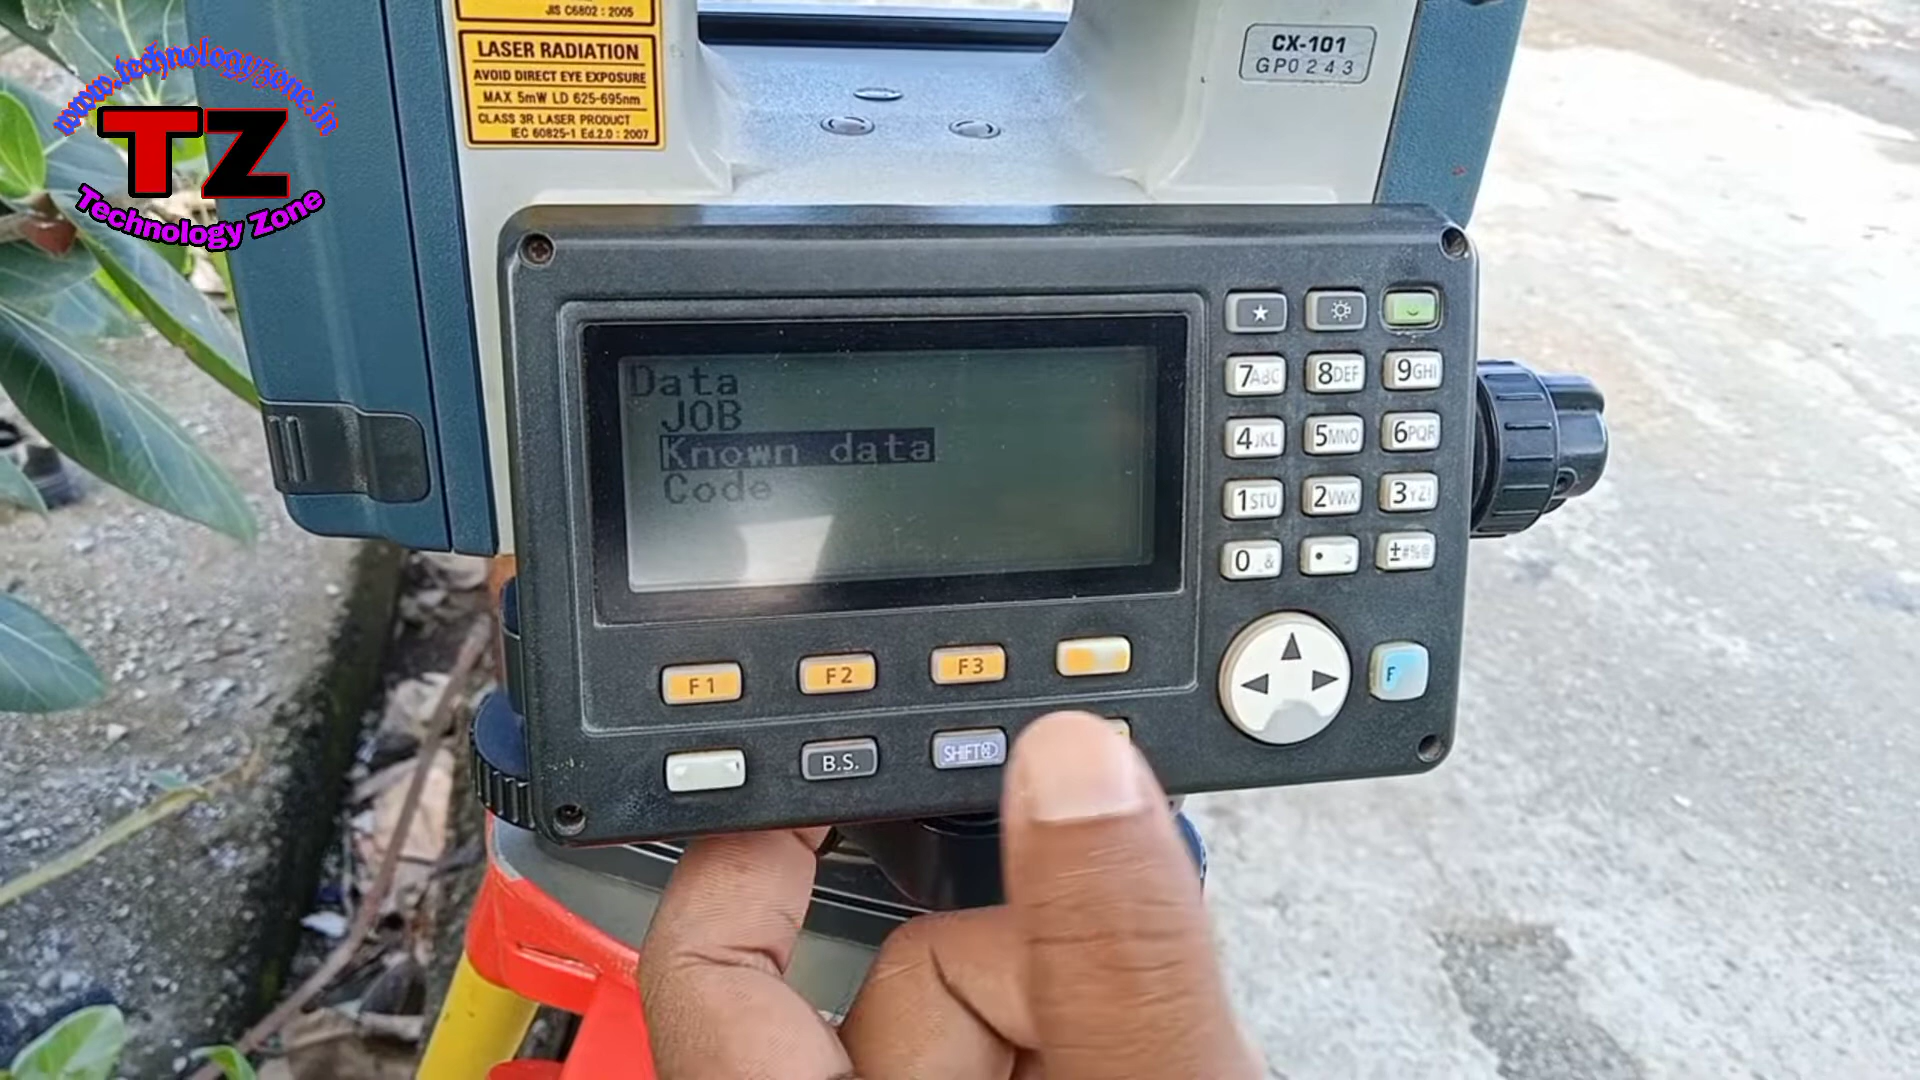 JIS C6802 : 2005
LASER RADIATION
AVOID DIRECT EYE EXPOSURE
MAX 5mW LD 625-695nm
CLASS 3R LASER PRODUCT
IEC 60825-1 Ed.2.0 : 2007
CX-101
GP0243
www.technologyzone.in
TZ
Technology Zone
Data
JOB
Known data
Code
★
7ABC 8DEF 9GHI
4JKL 5MNO 6PQR
1STU 2VWX 3YZ!
0_& •
±#%@
F1 F2 F3
B.S. SHIFT
F